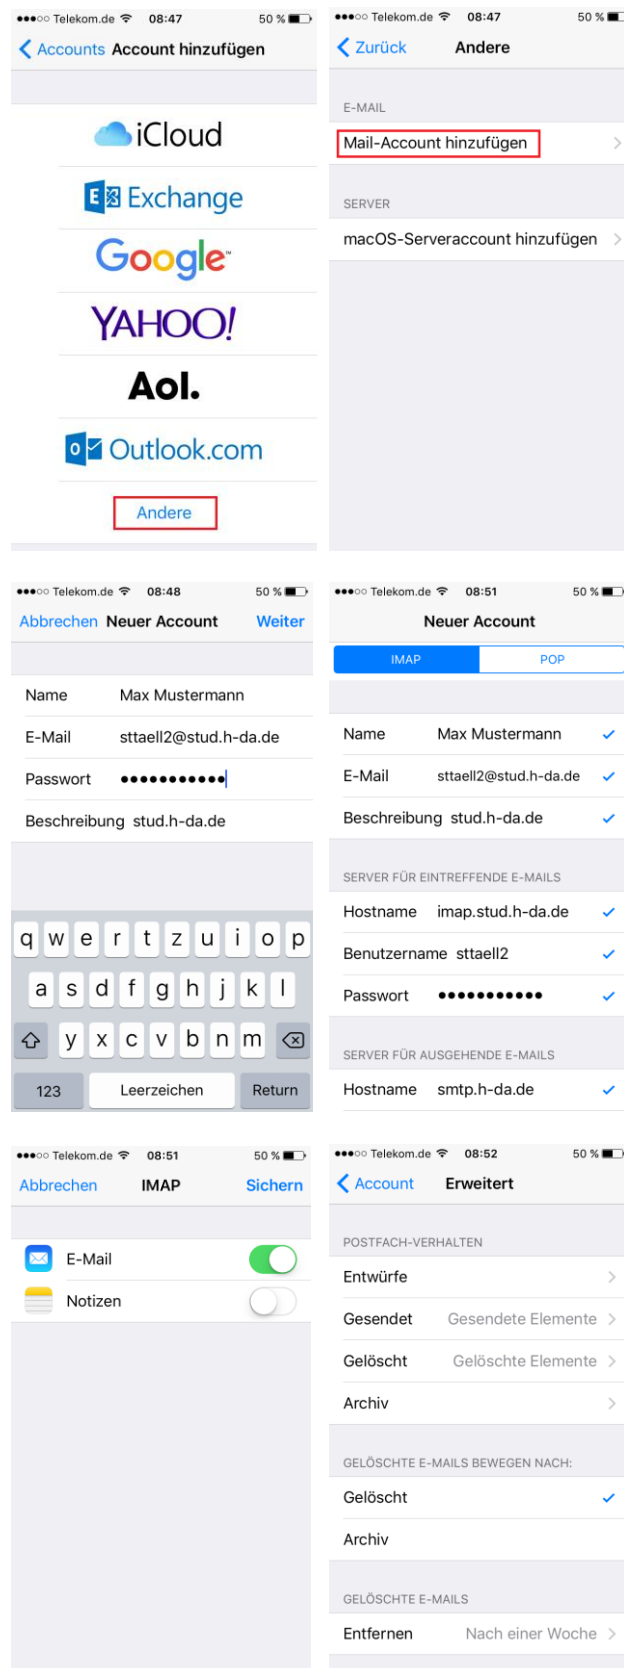 Telekom.de 08:47 50 %
Accounts Account hinzufügen
iCloud
Exchange
Google
YAHOO!
Aol.
Outlook.com
Andere
Telekom.de 08:47 50 %
Zurück Andere
E-MAIL
Mail-Account hinzufügen
SERVER
macOS-Serveraccount hinzufügen
Telekom.de 08:48 50 %
Abbrechen Neuer Account Weiter
Name Max Mustermann
E-Mail sttaell2@stud.h-da.de
Passwort ●●●●●●●●●●●
Beschreibung stud.h-da.de
q w e r t z u i o p
a s d f g h j k l
y x c v b n m
123 Leerzeichen Return
Telekom.de 08:51 50 %
Neuer Account
IMAP POP
Name Max Mustermann
E-Mail sttaell2@stud.h-da.de
Beschreibung stud.h-da.de
SERVER FÜR EINTREFFENDE E-MAILS
Hostname imap.stud.h-da.de
Benutzername sttaell2
Passwort ●●●●●●●●●●●
SERVER FÜR AUSGEHENDE E-MAILS
Hostname smtp.h-da.de
Telekom.de 08:51 50 %
Abbrechen IMAP Sichern
E-Mail
Notizen
Telekom.de 08:52 50 %
Account Erweitert
POSTFACH-VERHALTEN
Entwürfe
Gesendet Gesendete Elemente
Gelöscht Gelöschte Elemente
Archiv
GELÖSCHTE E-MAILS BEWEGEN NACH:
Gelöscht
Archiv
GELÖSCHTE E-MAILS
Entfernen Nach einer Woche